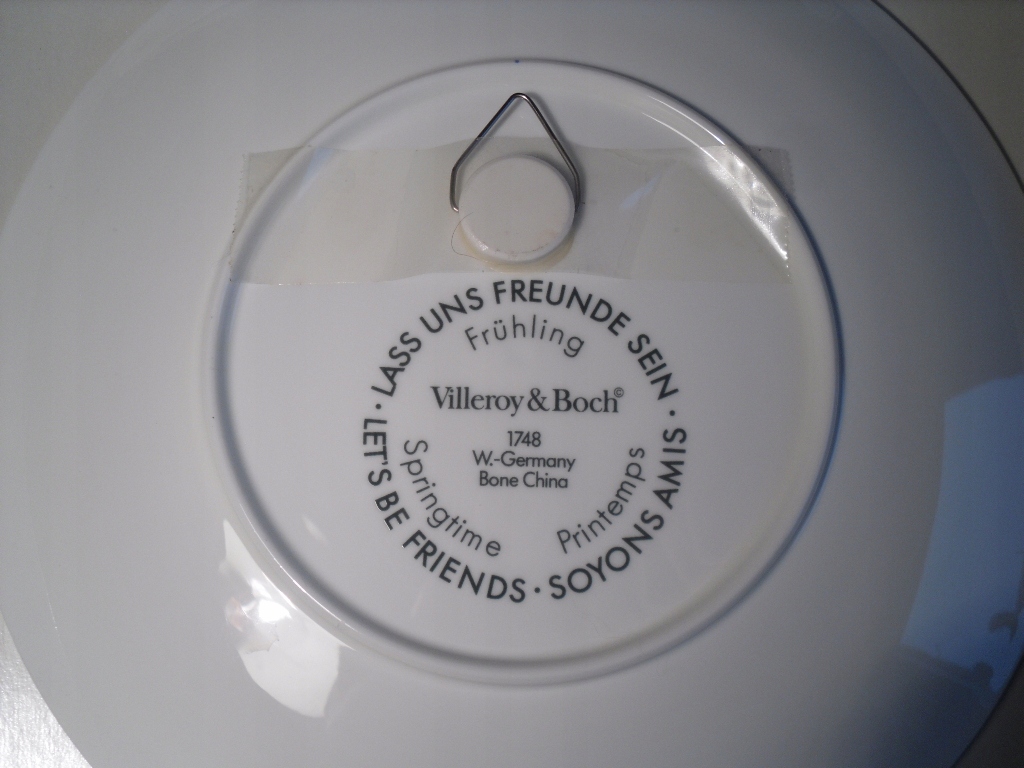 LASS UNS FREUNDE SEIN · SOYONS AMIS · LET'S BE FRIENDS ·
Frühling
Villeroy & Boch©
1748
W.-Germany
Bone China
Springtime
Printemps